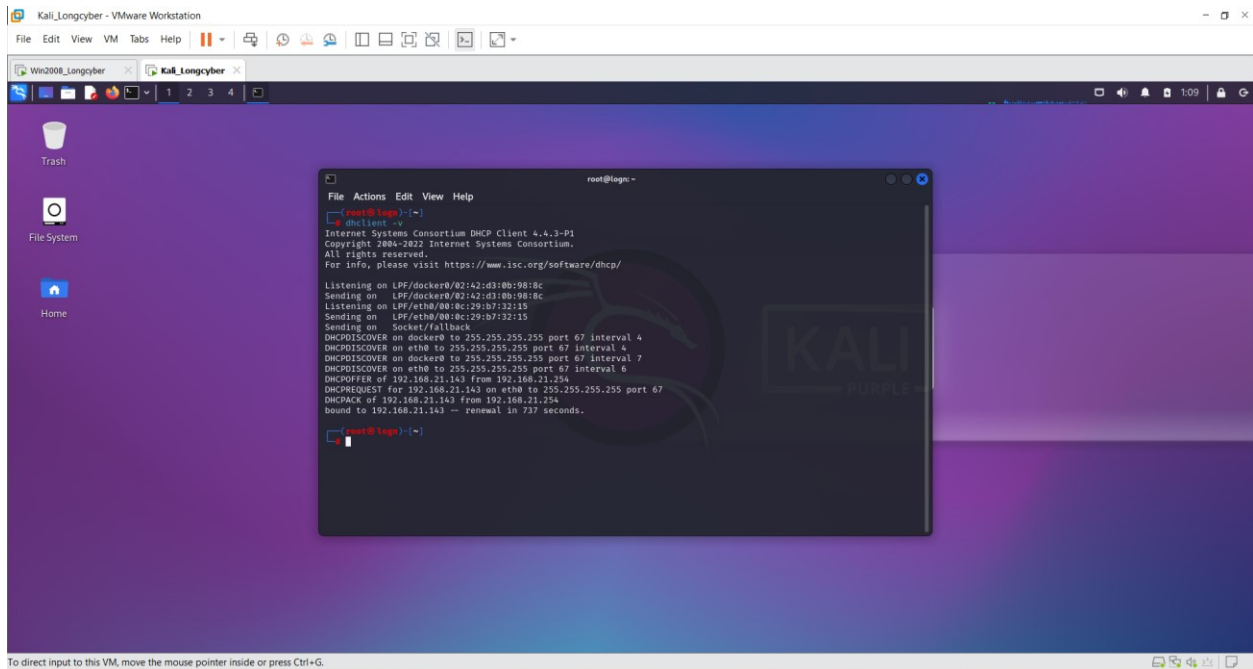 Kali_Longcyber - VMware Workstation
File Edit View VM Tabs Help
Win2008_Longcyber
Kali_Longcyber
1 2 3 4
1:09
Trash
File System
Home
root@logn: ~
File Actions Edit View Help
(root㉿logn)-[~]
# dhclient -v
Internet Systems Consortium DHCP Client 4.4.3-P1
Copyright 2004-2022 Internet Systems Consortium.
All rights reserved.
For info, please visit https://www.isc.org/software/dhcp/
Listening on LPF/docker0/02:42:d3:0b:98:8c
Sending on   LPF/docker0/02:42:d3:0b:98:8c
Listening on LPF/eth0/00:0c:29:b7:32:15
Sending on   LPF/eth0/00:0c:29:b7:32:15
Sending on   Socket/fallback
DHCPDISCOVER on docker0 to 255.255.255.255 port 67 interval 4
DHCPDISCOVER on eth0 to 255.255.255.255 port 67 interval 4
DHCPDISCOVER on docker0 to 255.255.255.255 port 67 interval 7
DHCPDISCOVER on eth0 to 255.255.255.255 port 67 interval 6
DHCPOFFER of 192.168.21.143 from 192.168.21.254
DHCPREQUEST for 192.168.21.143 on eth0 to 255.255.255.255 port 67
DHCPACK of 192.168.21.143 from 192.168.21.254
bound to 192.168.21.143 -- renewal in 737 seconds.
(root㉿logn)-[~]
#
KALI
PURPLE
To direct input to this VM, move the mouse pointer inside or press Ctrl+G.